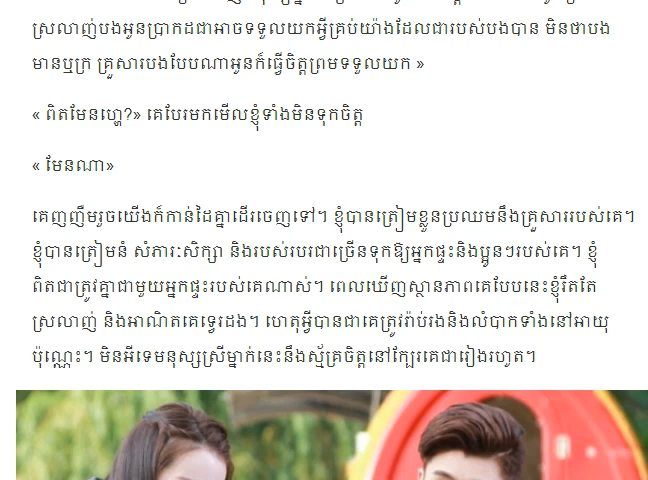 ស្រលាញ់បងអូនប្រាកដជាអាចទទួលយកអ្វីគ្រប់យ៉ាងដែលជារបស់បងបាន មិនថាបង
មានឬក្រ គ្រួសារបងបែបណាអូនក៏ធ្វើចិត្តព្រមទទួលយក »
« ពិតមែនហ្ហេ?» គេបែរមកមើលខ្ញុំទាំងមិនទុកចិត្ត
« មែនណា»
គេញញឹមរួចយើងក៏កាន់ដៃគ្នាដើរចេញទៅ។ ខ្ញុំបានត្រៀមខ្លួនប្រឈមនឹងគ្រួសាររបស់គេ។
ខ្ញុំបានត្រៀមនំ សំភារៈសិក្សា និងរបស់របរជាច្រើនទុកឱ្យអ្នកផ្ទះនិងប្អូនៗរបស់គេ។ ខ្ញុំ
ពិតជាត្រូវគ្នាជាមួយអ្នកផ្ទះរបស់គេណាស់។ ពេលឃើញស្ថានភាពគេបែបនេះខ្ញុំរឹតតែ
ស្រលាញ់ និងអាណិតគេទ្វេរដង។ ហេតុអ្វីបានជាគេត្រូវរ៉ាប់រងនិងលំបាកទាំងនៅអាយុ
ប៉ុណ្ណេះ។ មិនអីទេមនុស្សស្រីម្នាក់នេះនឹងស្ម័គ្រចិត្តនៅក្បែរគេជារៀងរហូត។